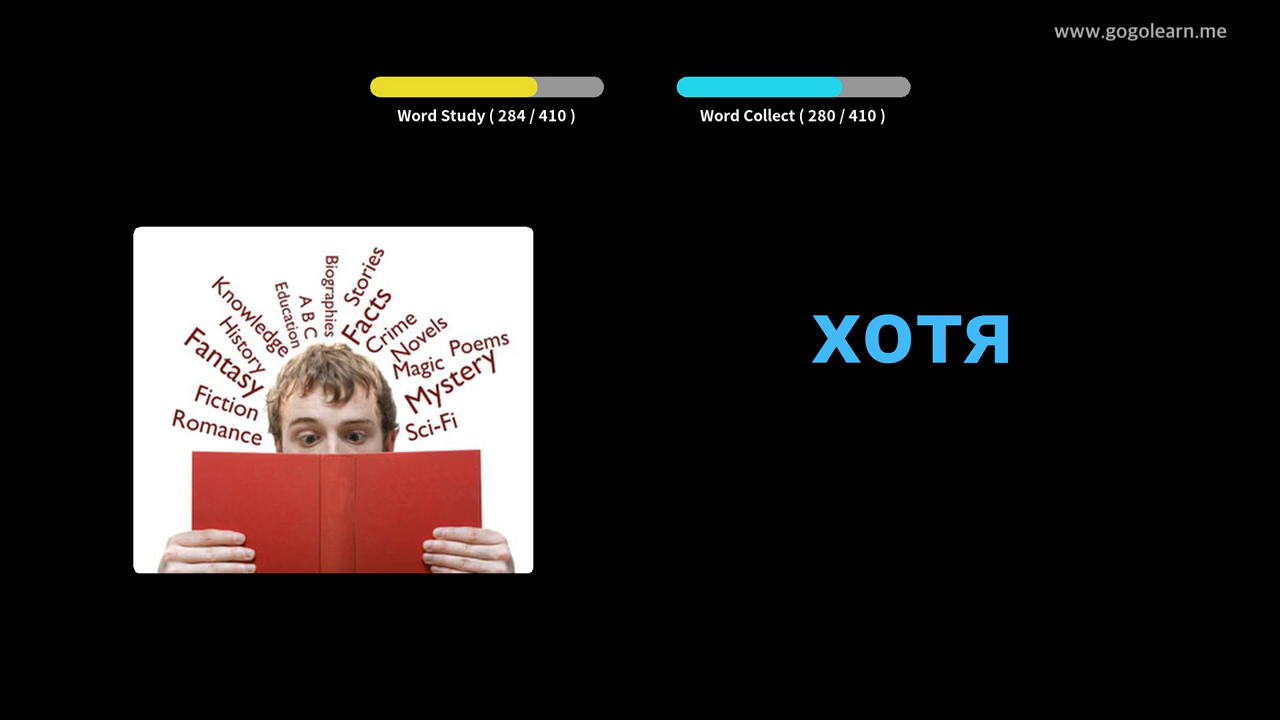 www.gogolearn.me
Word Study ( 284 / 410 )
Word Collect ( 280 / 410 )
Biographies
Stories
Education
A B C
Facts
Knowledge
Crime
History
Novels
Poems
Fantasy
Magic
Mystery
Fiction
Romance
Sci-Fi
хотя